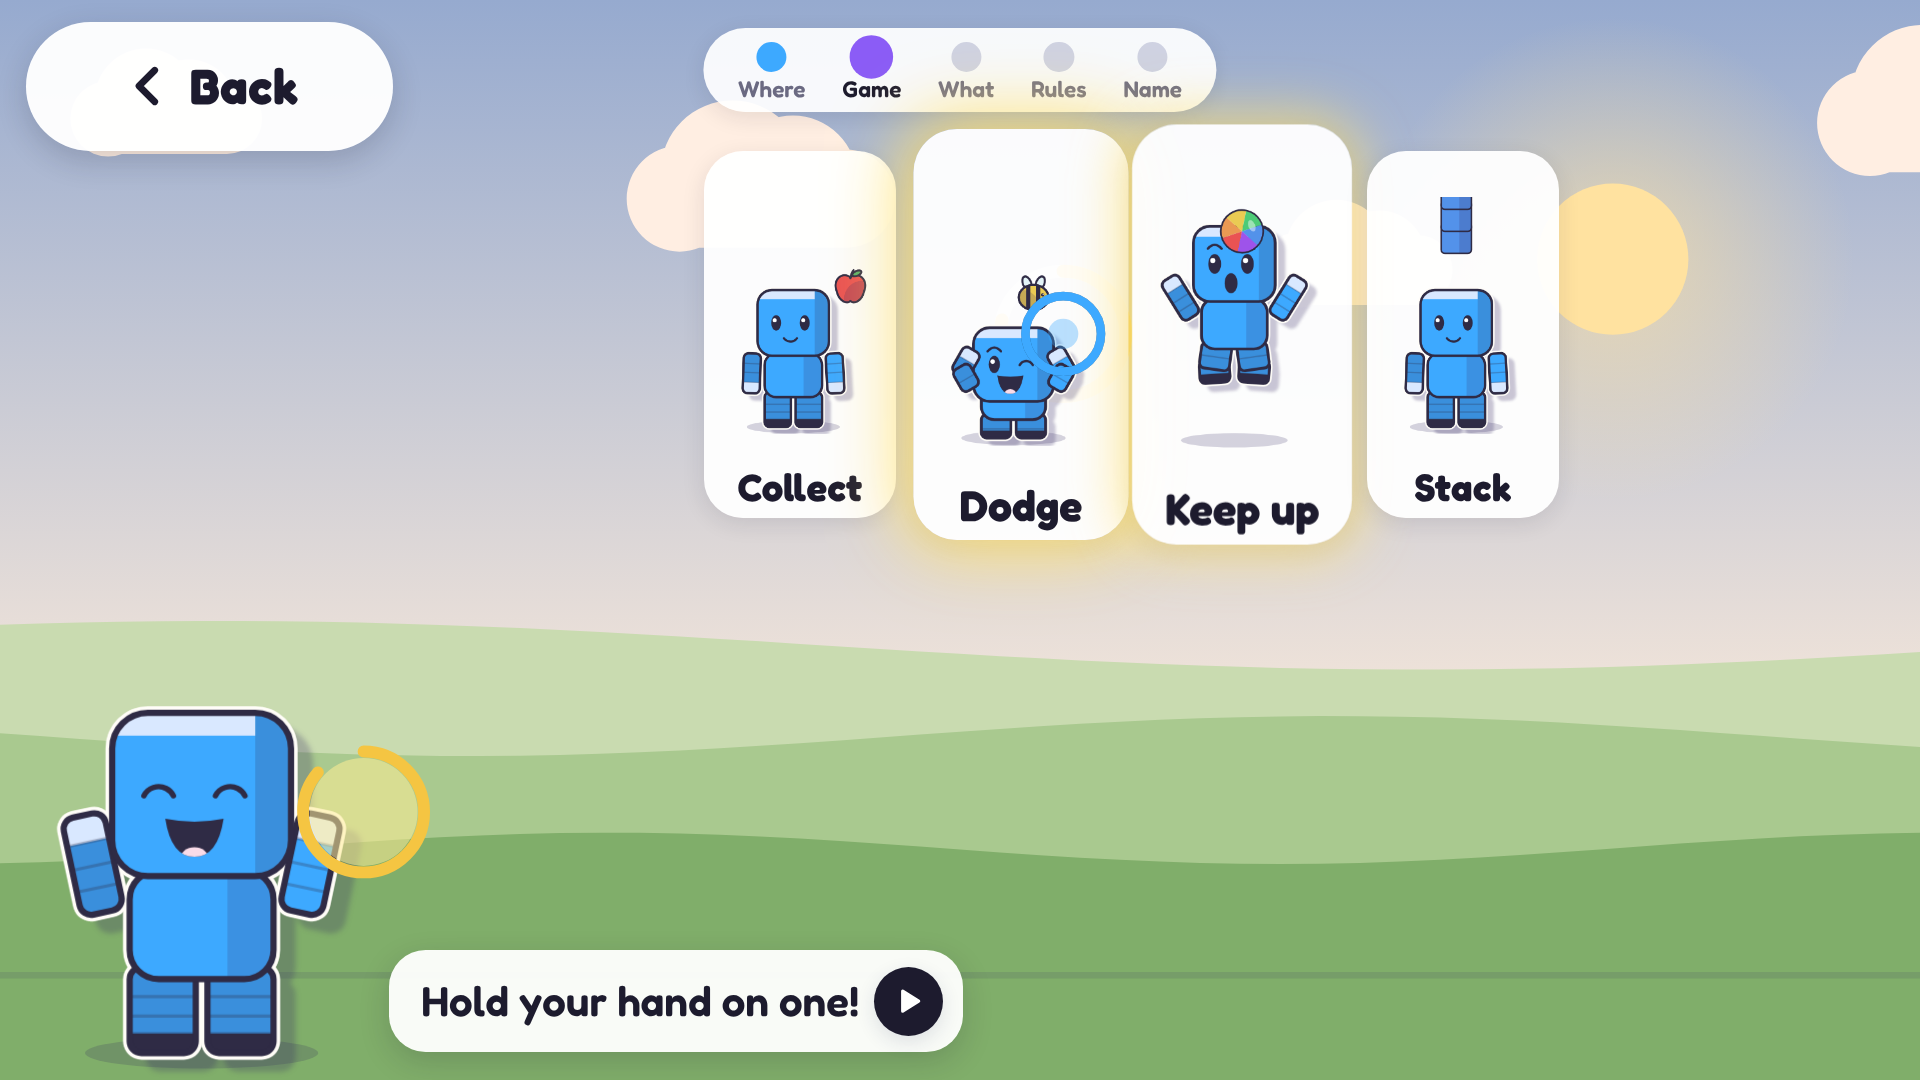 Back
Where
Game
What
Rules
Name
Collect
Dodge
Keep up
Stack
Hold your hand on one!